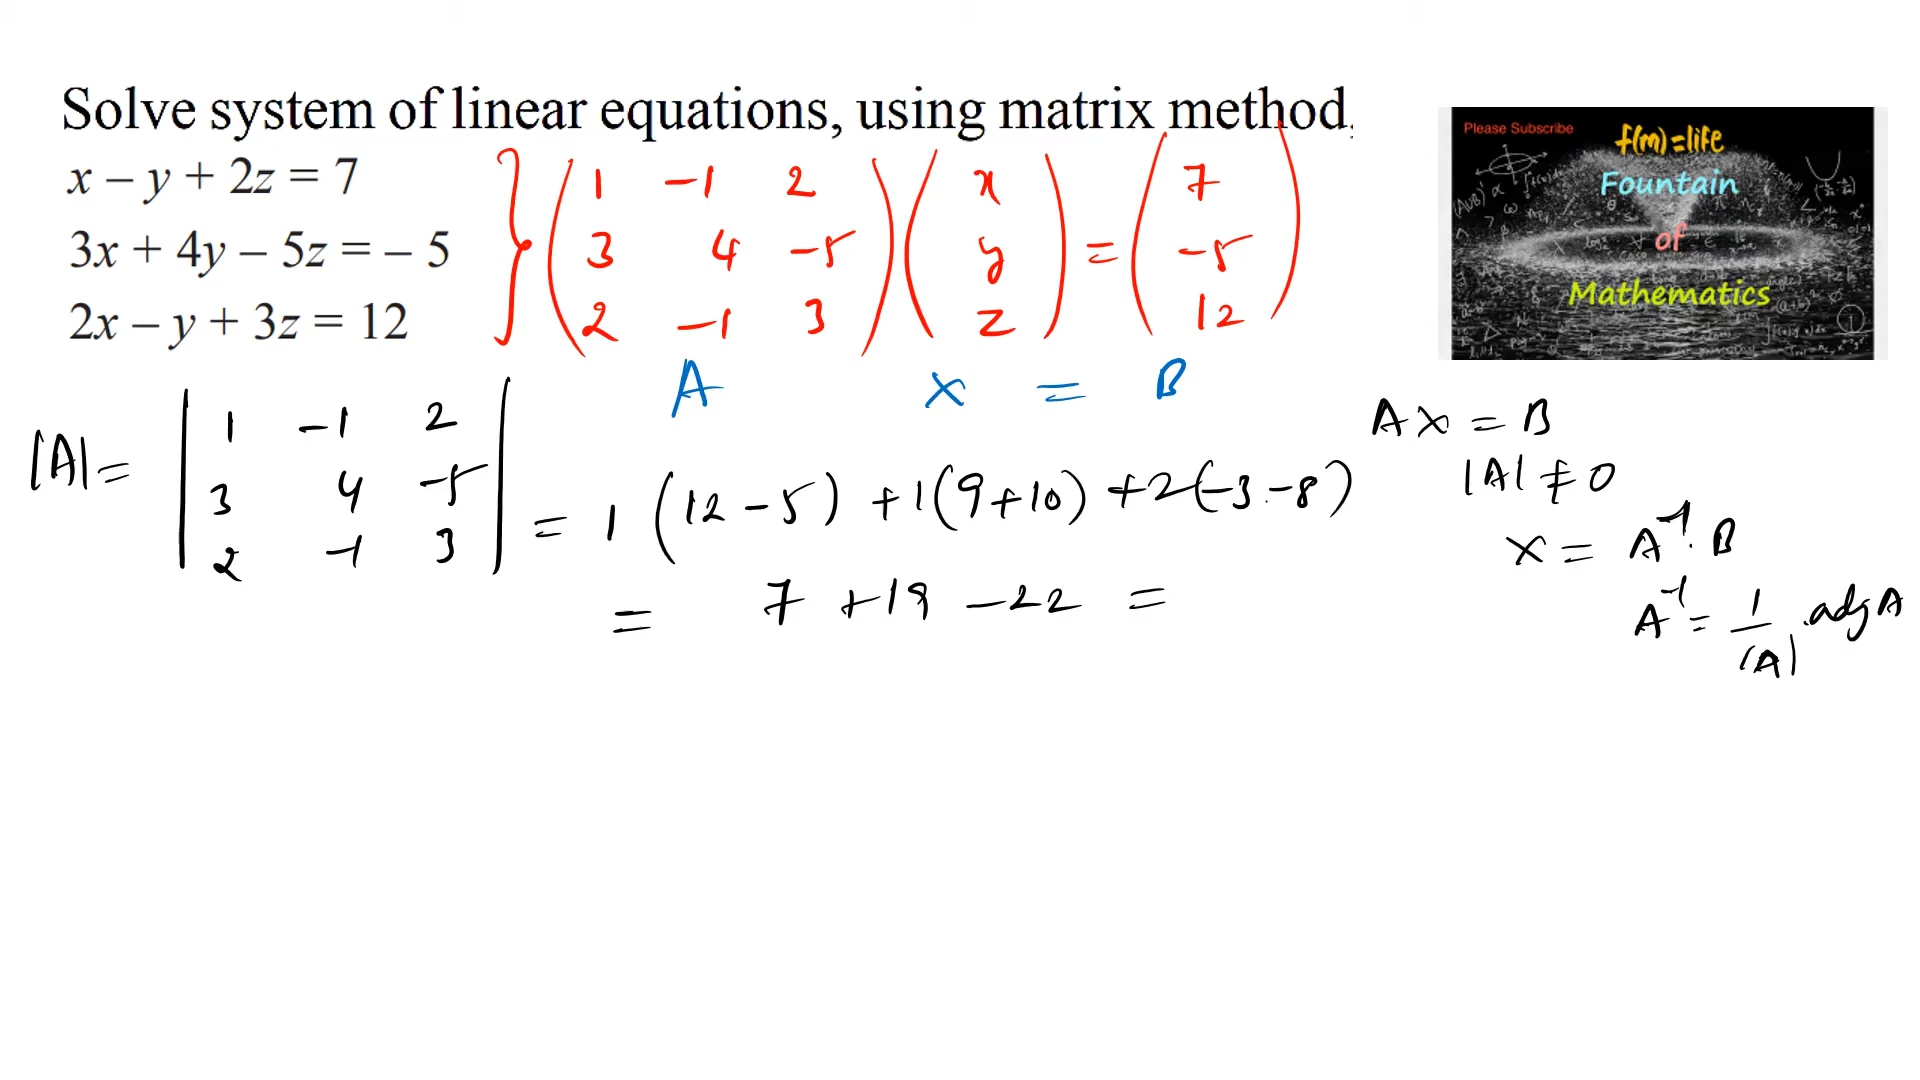 Solve system of linear equations, using matrix method.
x – y + 2z = 7
3x + 4y – 5z = – 5
2x – y + 3z = 12
1 -1 2 x 7
3 4 -5 y = -5
2 -1 3 z 12
A X = B
Please Subscribe
f(m)=life
Fountain
of
Mathematics
|A| = | 1 -1 2 |
3 4 -5
2 -1 3
= 1 (12 - 5) + 1(9+10) + 2(-3-8)
= 7 + 19 - 22 =
AX = B
|A| ≠ 0
X = A⁻¹. B
A⁻¹ = 1/|A| . adj A